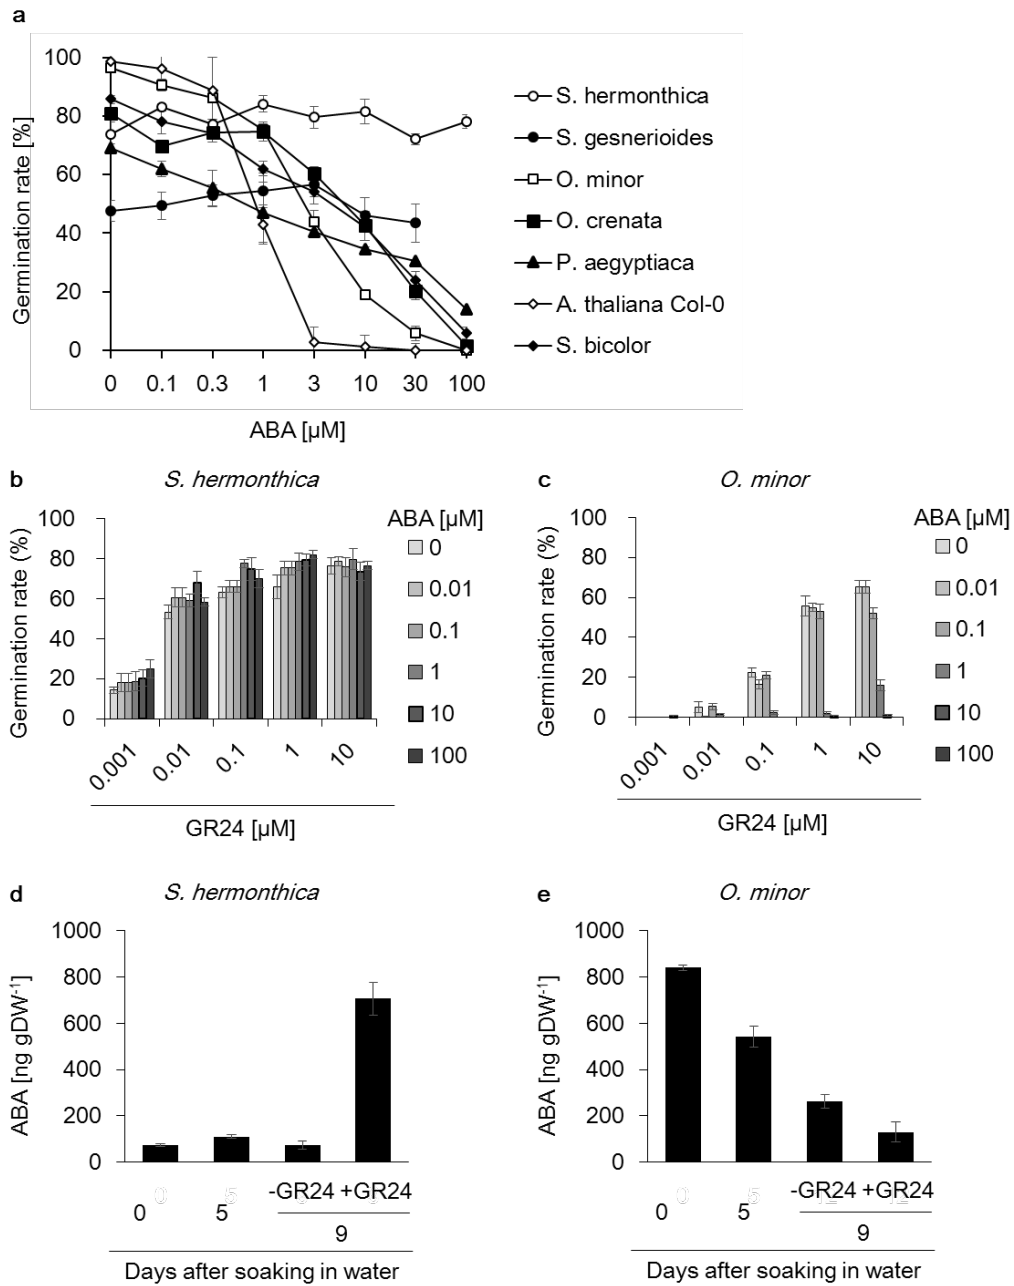 a
Germination rate [%]
100
80
60
40
20
0
0 0.1 0.3 1 3 10 30 100
ABA [µM]
S. hermonthica
S. gesnerioides
O. minor
O. crenata
P. aegyptiaca
A. thaliana Col-0
S. bicolor
b
S. hermonthica
Germination rate (%)
100
80
60
40
20
0
0.001 0.01 0.1 1 10
GR24 [µM]
ABA [µM]
0
0.01
0.1
1
10
100
c
O. minor
Germination rate (%)
100
80
60
40
20
0
0.001 0.01 0.1 1 10
GR24 [µM]
ABA [µM]
0
0.01
0.1
1
10
100
d
S. hermonthica
ABA [ng gDW⁻¹]
1000
800
600
400
200
0
-GR24 +GR24
0 5
9
Days after soaking in water
e
O. minor
ABA [ng gDW⁻¹]
1000
800
600
400
200
0
-GR24 +GR24
0 5
9
Days after soaking in water